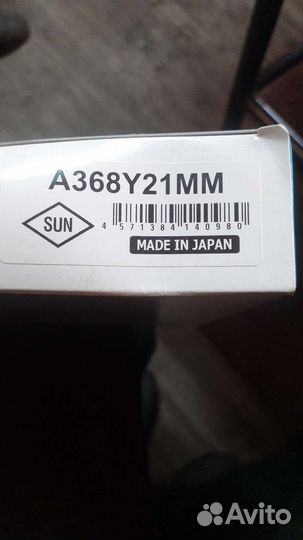 A368Y21MM
SUN
4 571384 140980
MADE IN JAPAN
Avito